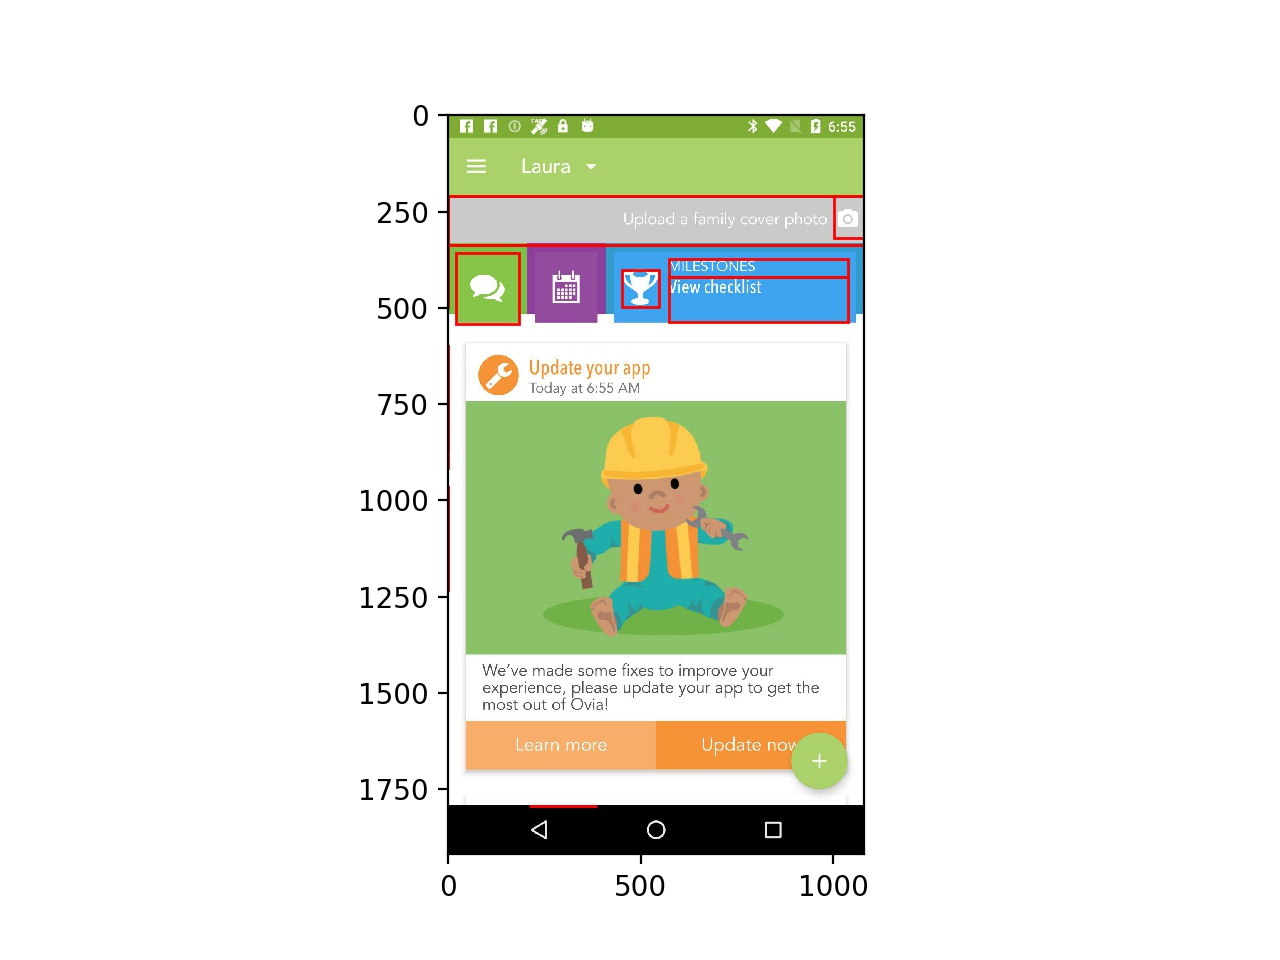 0
250
500
750
1000
1250
1500
1750
6:55
Laura
Upload a family cover photo
MILESTONES
View checklist
Update your app
Today at 6:55 AM
We've made some fixes to improve your
experience, please update your app to get the
most out of Ovia!
Learn more
Update now
+
0
500
1000